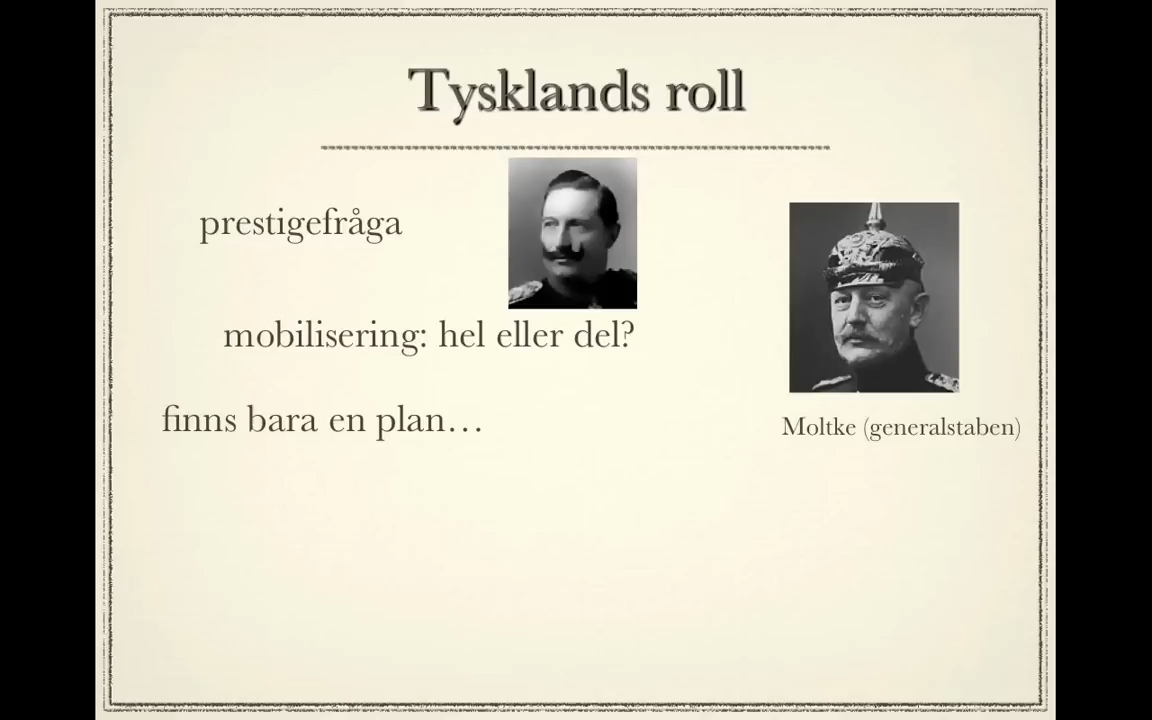 Tysklands roll
prestigefråga
mobilisering: hel eller del?
finns bara en plan…
Moltke (generalstaben)